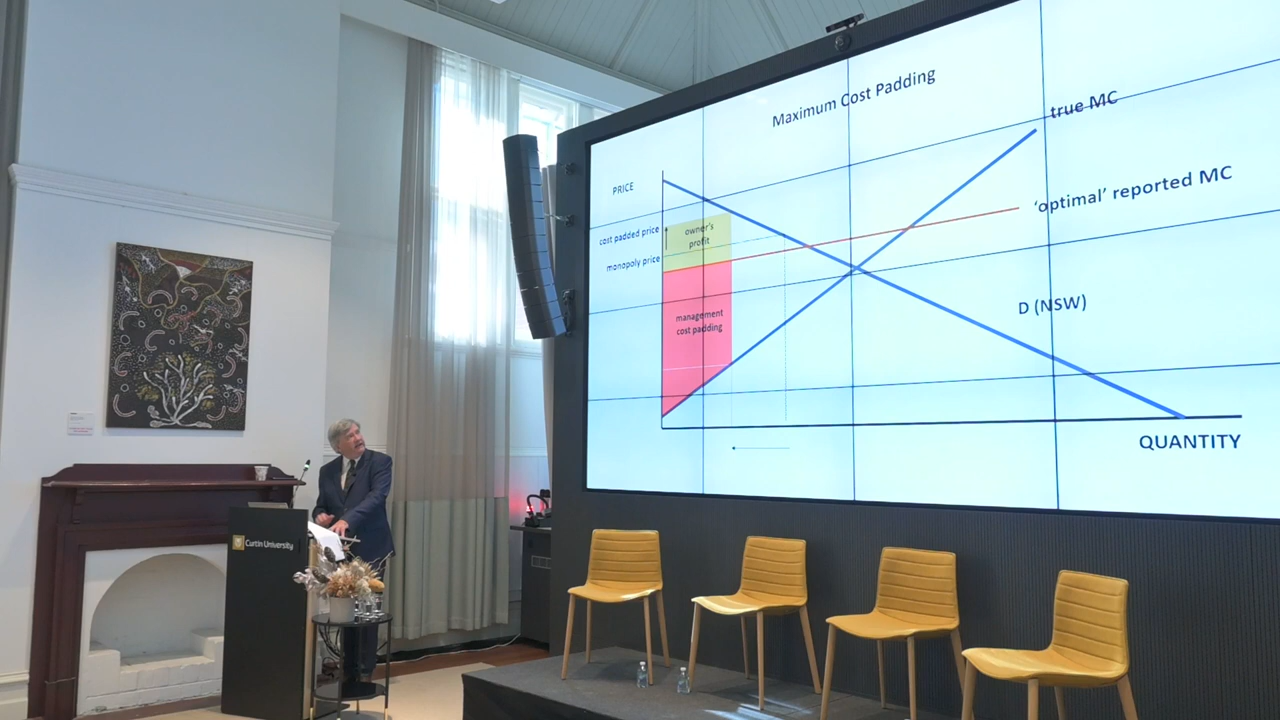 Maximum Cost Padding
true MC
PRICE
'optimal' reported MC
cost padded price
owner's
profit
monopoly price
management
cost padding
D (NSW)
QUANTITY
Curtin University